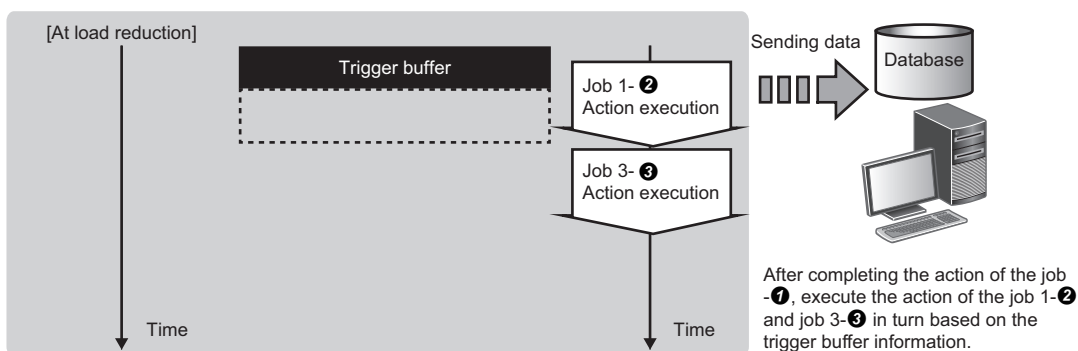 [At load reduction]
Trigger buffer
Job 1- ❷
Action execution
Job 3- ❸
Action execution
Time
Time
Sending data
Database
After completing the action of the job
-❶, execute the action of the job 1-❷
and job 3-❸ in turn based on the
trigger buffer information.